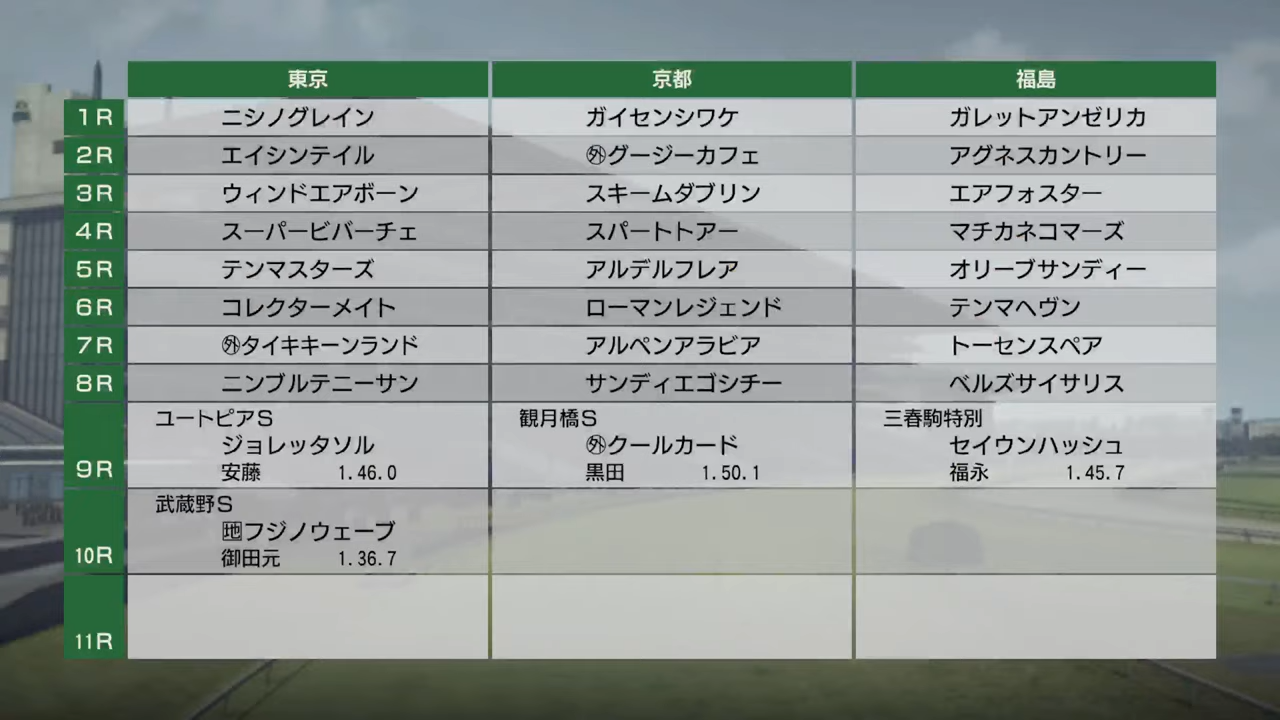 東京 京都 福島
1R ニシノグレイン ガイセンシワケ ガレットアンゼリカ
2R エイシンテイル ㊕グージーカフェ アグネスカントリー
3R ウィンドエアボーン スキームダブリン エアフォスター
4R スーパービバーチェ スパートトアー マチカネコマーズ
5R テンマスターズ アルデルフレア オリーブサンディー
6R コレクターメイト ローマンレジェンド テンマヘヴン
7R 外タイキキーンランド アルペンアラビア トーセンスペア
8R ニンブルテニーサン サンディエゴシチー ベルズサイサリス
ユートピアS 観月橋S 三春駒特別
ジョレッタソル 外クールカード セイウンハッシュ
9R 安藤 1.46.0 黒田 1.50.1 福永 1.45.7
武蔵野S
地フジノウェーブ
10R 御田元 1.36.7
11R